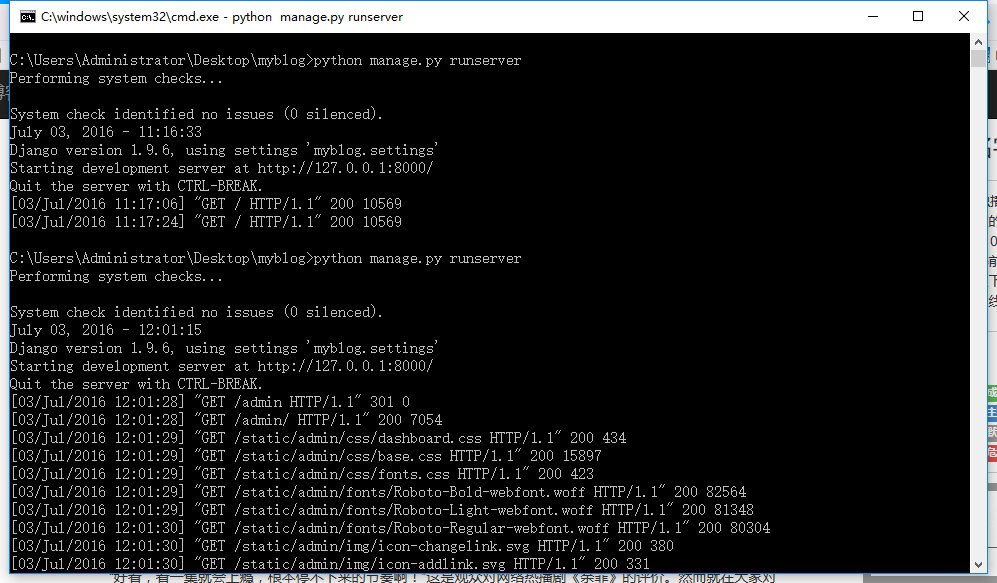 C:\windows\system32\cmd.exe - python  manage.py runserver
C:\Users\Administrator\Desktop\myblog>python manage.py runserver
Performing system checks...
System check identified no issues (0 silenced).
July 03, 2016 - 11:16:33
Django version 1.9.6, using settings 'myblog.settings'
Starting development server at http://127.0.0.1:8000/
Quit the server with CTRL-BREAK.
[03/Jul/2016 11:17:06] "GET / HTTP/1.1" 200 10569
[03/Jul/2016 11:17:24] "GET / HTTP/1.1" 200 10569
C:\Users\Administrator\Desktop\myblog>python manage.py runserver
Performing system checks...
System check identified no issues (0 silenced).
July 03, 2016 - 12:01:15
Django version 1.9.6, using settings 'myblog.settings'
Starting development server at http://127.0.0.1:8000/
Quit the server with CTRL-BREAK.
[03/Jul/2016 12:01:28] "GET /admin HTTP/1.1" 301 0
[03/Jul/2016 12:01:28] "GET /admin/ HTTP/1.1" 200 7054
[03/Jul/2016 12:01:29] "GET /static/admin/css/dashboard.css HTTP/1.1" 200 434
[03/Jul/2016 12:01:29] "GET /static/admin/css/base.css HTTP/1.1" 200 15897
[03/Jul/2016 12:01:29] "GET /static/admin/css/fonts.css HTTP/1.1" 200 423
[03/Jul/2016 12:01:29] "GET /static/admin/fonts/Roboto-Bold-webfont.woff HTTP/1.1" 200 82564
[03/Jul/2016 12:01:29] "GET /static/admin/fonts/Roboto-Light-webfont.woff HTTP/1.1" 200 81348
[03/Jul/2016 12:01:30] "GET /static/admin/fonts/Roboto-Regular-webfont.woff HTTP/1.1" 200 80304
[03/Jul/2016 12:01:30] "GET /static/admin/img/icon-changelink.svg HTTP/1.1" 200 380
[03/Jul/2016 12:01:30] "GET /static/admin/img/icon-addlink.svg HTTP/1.1" 200 331